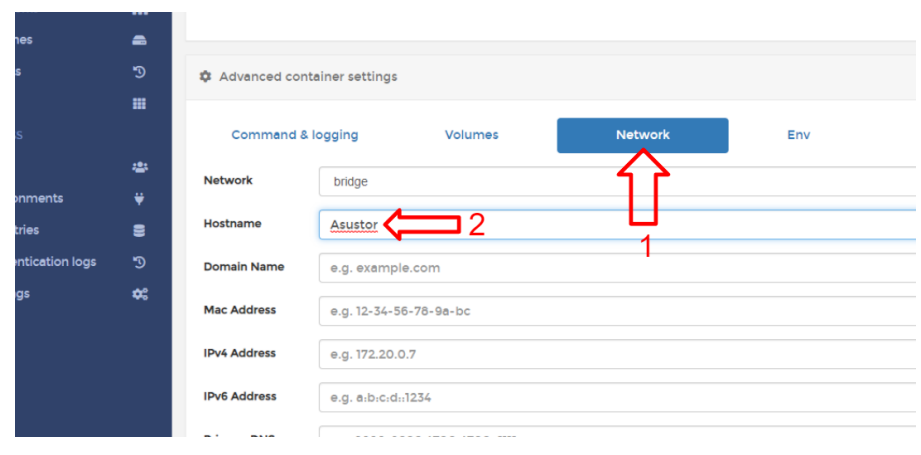 Advanced container settings
Command & logging Volumes Network Env
Network bridge
Hostname Asustor 2
1
Domain Name e.g. example.com
Mac Address e.g. 12-34-56-78-9a-bc
IPv4 Address e.g. 172.20.0.7
IPv6 Address e.g. a:b:c:d::1234
nes
s
S
onments
tries
entication logs
gs